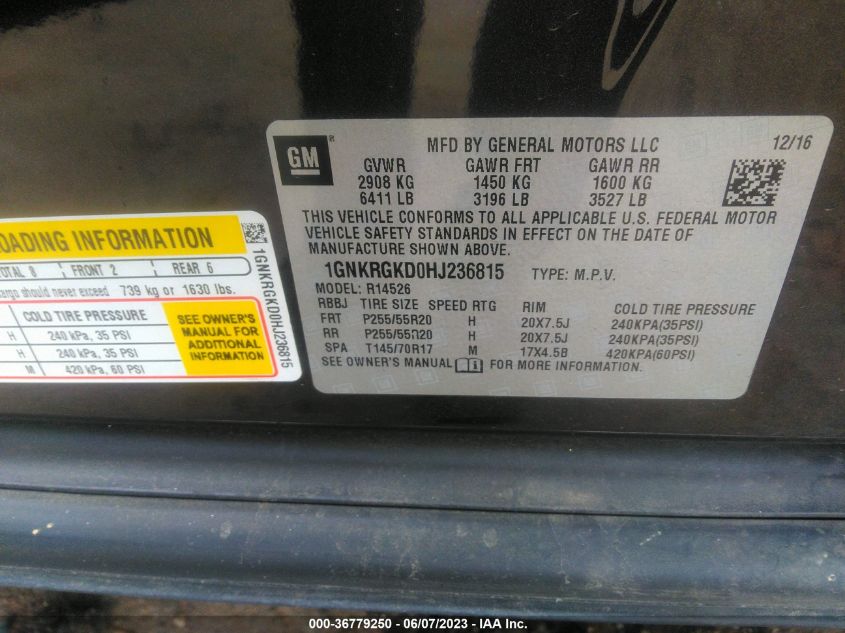 GM
MFD BY GENERAL MOTORS LLC 12/16
GVWR GAWR FRT GAWR RR
2908 KG 1450 KG 1600 KG
6411 LB 3196 LB 3527 LB
THIS VEHICLE CONFORMS TO ALL APPLICABLE U.S. FEDERAL MOTOR
VEHICLE SAFETY STANDARDS IN EFFECT ON THE DATE OF
MANUFACTURE SHOWN ABOVE.
1GNKRGKD0HJ236815 TYPE: M.P.V.
MODEL: R14526
RBBJ TIRE SIZE SPEED RTG RIM COLD TIRE PRESSURE
FRT P255/55R20 H 20X7.5J 240KPA(35PSI)
RR P255/55R20 H 20X7.5J 240KPA(35PSI)
SPA T145/70R17 M 17X4.5B 420KPA(60PSI)
SEE OWNER'S MANUAL FOR MORE INFORMATION.
OADING INFORMATION
OTAL 8 FRONT 2 REAR 6
argo should never exceed 739 kg or 1630 lbs.
COLD TIRE PRESSURE
H 240 kPa, 35 PSI
H 240 kPa, 35 PSI
M 420 kPa, 60 PSI
SEE OWNER'S
MANUAL FOR
ADDITIONAL
INFORMATION
1GNKRGKD0HJ236815
000-36779250 - 06/07/2023 - IAA Inc.